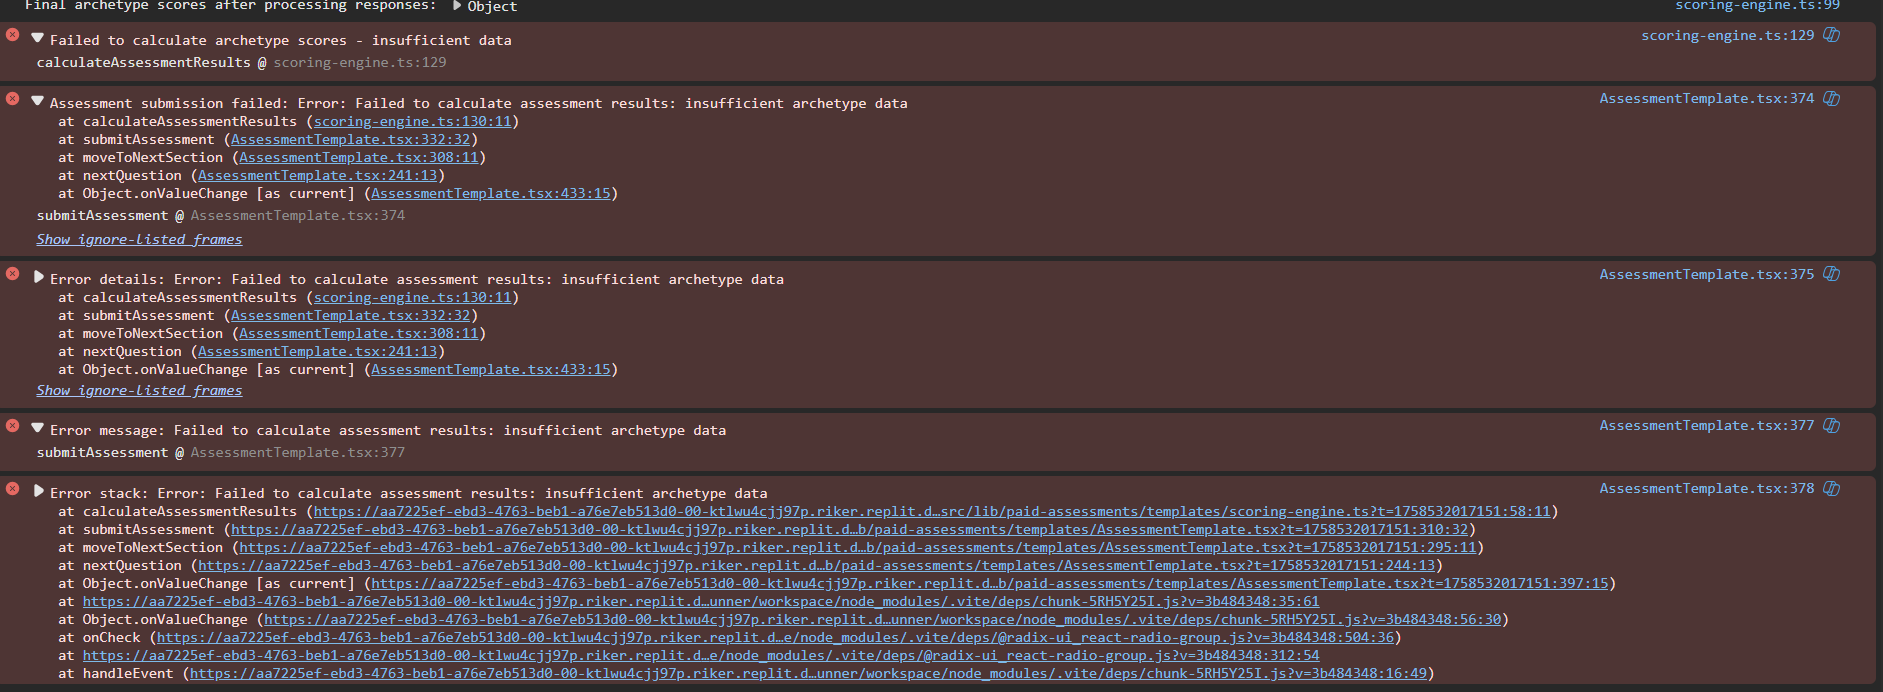 Final archetype scores after processing responses: ▶ Object scoring-engine.ts:99
Failed to calculate archetype scores - insufficient data scoring-engine.ts:129
calculateAssessmentResults @ scoring-engine.ts:129
Assessment submission failed: Error: Failed to calculate assessment results: insufficient archetype data AssessmentTemplate.tsx:374
at calculateAssessmentResults (scoring-engine.ts:130:11)
at submitAssessment (AssessmentTemplate.tsx:332:32)
at moveToNextSection (AssessmentTemplate.tsx:308:11)
at nextQuestion (AssessmentTemplate.tsx:241:13)
at Object.onValueChange [as current] (AssessmentTemplate.tsx:433:15)
submitAssessment @ AssessmentTemplate.tsx:374
Show ignore-listed frames
Error details: Error: Failed to calculate assessment results: insufficient archetype data AssessmentTemplate.tsx:375
at calculateAssessmentResults (scoring-engine.ts:130:11)
at submitAssessment (AssessmentTemplate.tsx:332:32)
at moveToNextSection (AssessmentTemplate.tsx:308:11)
at nextQuestion (AssessmentTemplate.tsx:241:13)
at Object.onValueChange [as current] (AssessmentTemplate.tsx:433:15)
Show ignore-listed frames
Error message: Failed to calculate assessment results: insufficient archetype data AssessmentTemplate.tsx:377
submitAssessment @ AssessmentTemplate.tsx:377
Error stack: Error: Failed to calculate assessment results: insufficient archetype data AssessmentTemplate.tsx:378
at calculateAssessmentResults (https://aa7225ef-ebd3-4763-beb1-a76e7eb513d0-00-ktlwu4cjj97p.riker.replit.d…src/lib/paid-assessments/templates/scoring-engine.ts?t=1758532017151:58:11)
at submitAssessment (https://aa7225ef-ebd3-4763-beb1-a76e7eb513d0-00-ktlwu4cjj97p.riker.replit.d…b/paid-assessments/templates/AssessmentTemplate.tsx?t=1758532017151:310:32)
at moveToNextSection (https://aa7225ef-ebd3-4763-beb1-a76e7eb513d0-00-ktlwu4cjj97p.riker.replit.d…b/paid-assessments/templates/AssessmentTemplate.tsx?t=1758532017151:295:11)
at nextQuestion (https://aa7225ef-ebd3-4763-beb1-a76e7eb513d0-00-ktlwu4cjj97p.riker.replit.d…b/paid-assessments/templates/AssessmentTemplate.tsx?t=1758532017151:244:13)
at Object.onValueChange [as current] (https://aa7225ef-ebd3-4763-beb1-a76e7eb513d0-00-ktlwu4cjj97p.riker.replit.d…b/paid-assessments/templates/AssessmentTemplate.tsx?t=1758532017151:397:15)
at https://aa7225ef-ebd3-4763-beb1-a76e7eb513d0-00-ktlwu4cjj97p.riker.replit.d…unner/workspace/node_modules/.vite/deps/chunk-5RH5Y25I.js?v=3b484348:35:61
at Object.onValueChange (https://aa7225ef-ebd3-4763-beb1-a76e7eb513d0-00-ktlwu4cjj97p.riker.replit.d…unner/workspace/node_modules/.vite/deps/chunk-5RH5Y25I.js?v=3b484348:56:30)
at onCheck (https://aa7225ef-ebd3-4763-beb1-a76e7eb513d0-00-ktlwu4cjj97p.riker.replit.d…e/node_modules/.vite/deps/@radix-ui_react-radio-group.js?v=3b484348:504:36)
at https://aa7225ef-ebd3-4763-beb1-a76e7eb513d0-00-ktlwu4cjj97p.riker.replit.d…e/node_modules/.vite/deps/@radix-ui_react-radio-group.js?v=3b484348:312:54
at handleEvent (https://aa7225ef-ebd3-4763-beb1-a76e7eb513d0-00-ktlwu4cjj97p.riker.replit.d…unner/workspace/node_modules/.vite/deps/chunk-5RH5Y25I.js?v=3b484348:16:49)